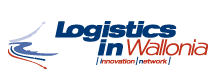 Logistics
in Wallonia
| innovation | network |